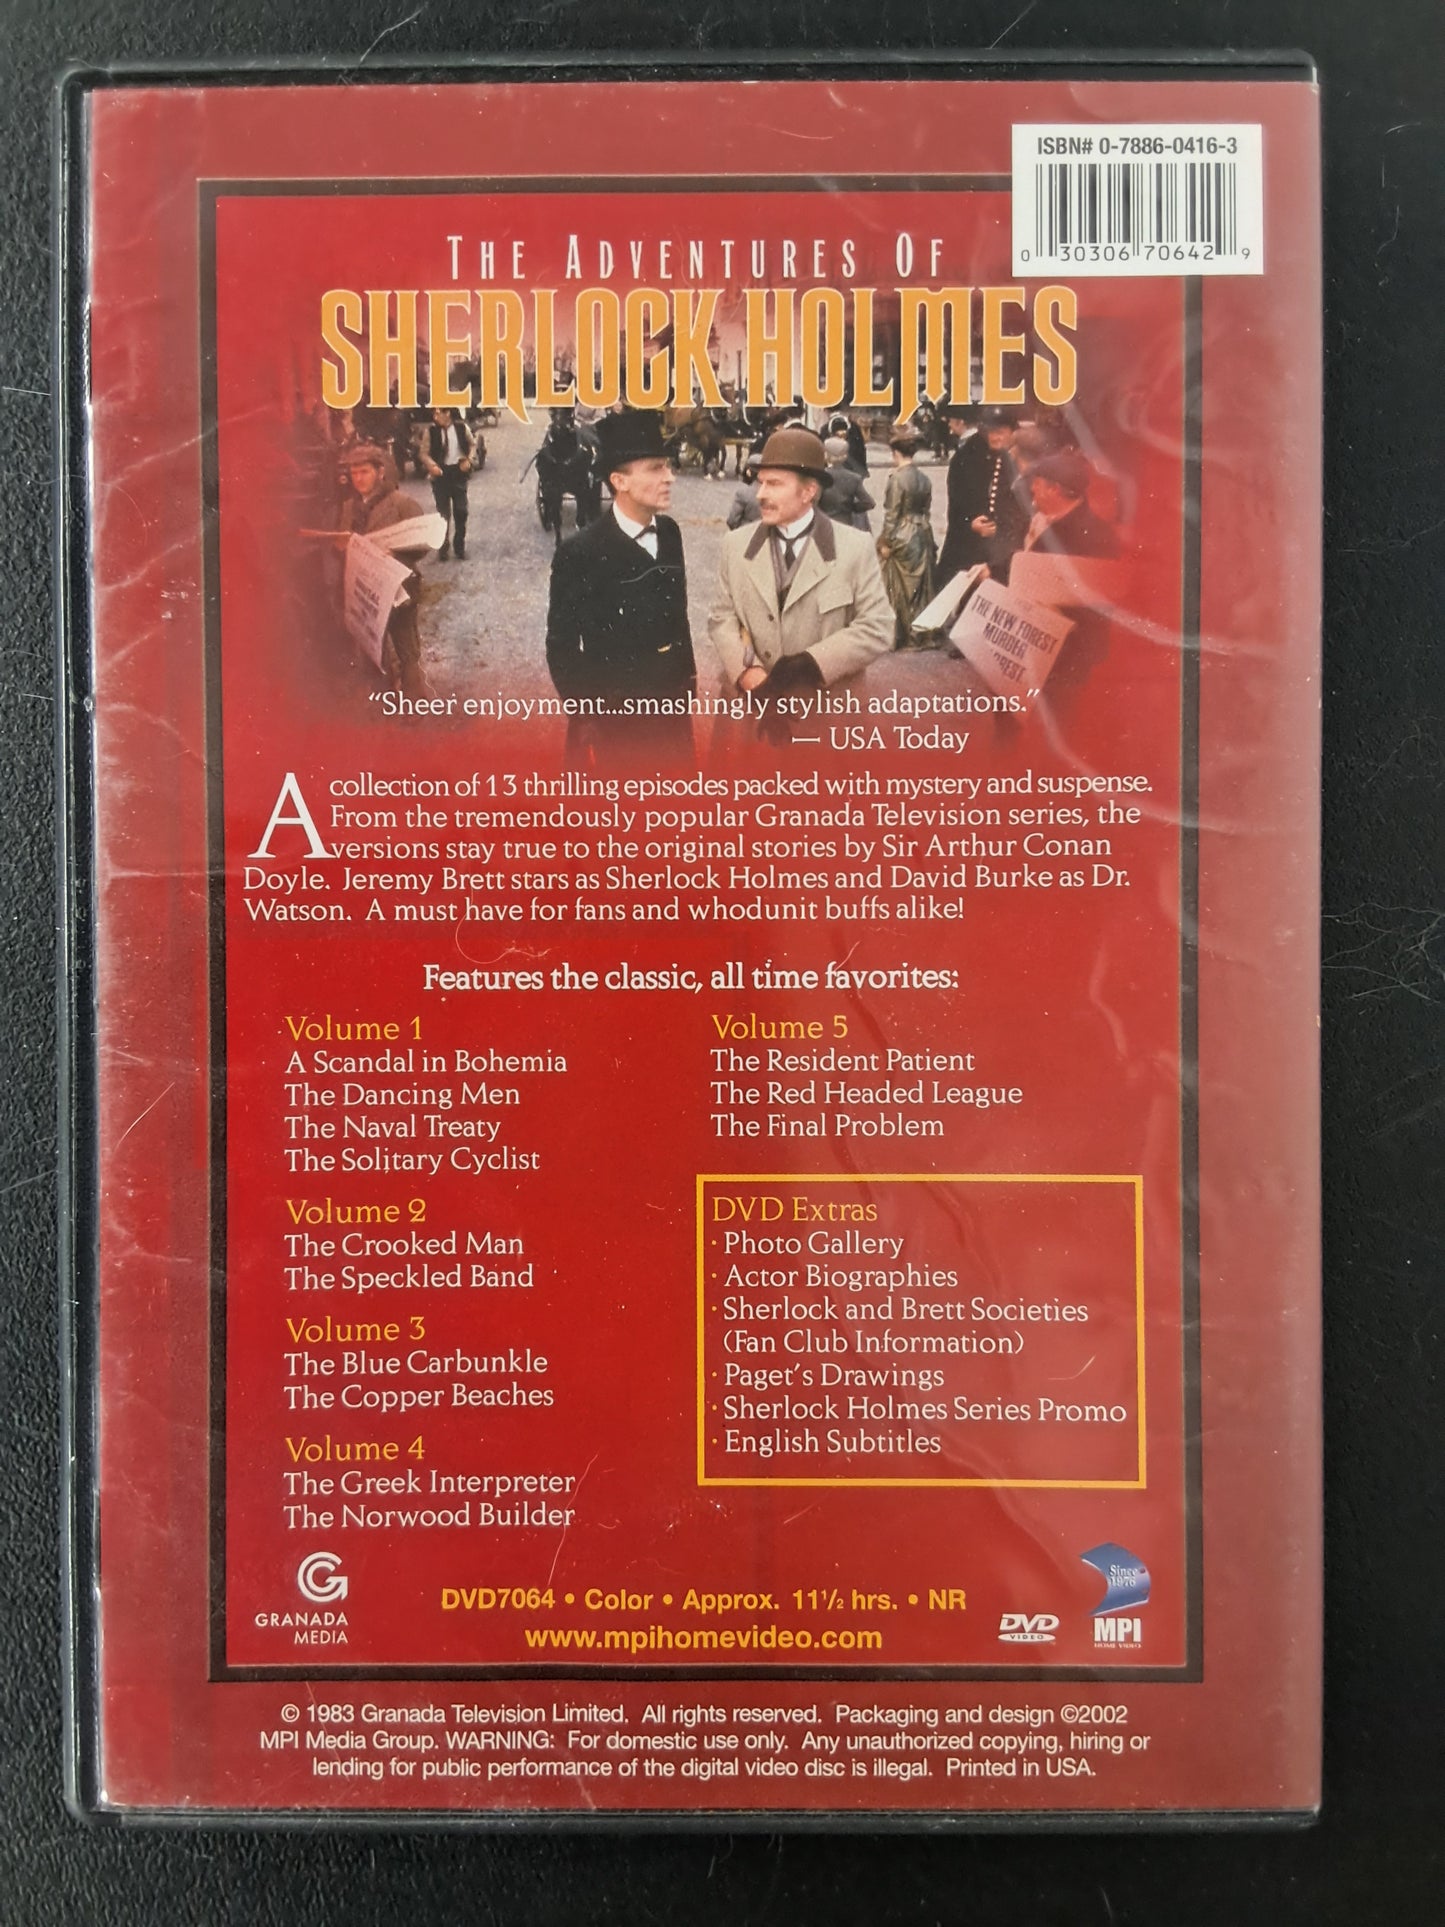 ISBN# 0-7886-0416-3
0 30306 70642 9
THE ADVENTURES OF
SHERLOCK HOLMES
THE NEW FOREST
MURDER
"Sheer enjoyment...smashingly stylish adaptations."
— USA Today
A collection of 13 thrilling episodes packed with mystery and suspense.
From the tremendously popular Granada Television series, the
versions stay true to the original stories by Sir Arthur Conan
Doyle. Jeremy Brett stars as Sherlock Holmes and David Burke as Dr.
Watson. A must have for fans and whodunit buffs alike!
Features the classic, all time favorites:
Volume 1
A Scandal in Bohemia
The Dancing Men
The Naval Treaty
The Solitary Cyclist
Volume 2
The Crooked Man
The Speckled Band
Volume 3
The Blue Carbunkle
The Copper Beaches
Volume 4
The Greek Interpreter
The Norwood Builder
Volume 5
The Resident Patient
The Red Headed League
The Final Problem
DVD Extras
· Photo Gallery
· Actor Biographies
· Sherlock and Brett Societies
(Fan Club Information)
· Paget's Drawings
· Sherlock Holmes Series Promo
· English Subtitles
G
GRANADA
MEDIA
DVD7064 • Color • Approx. 11½ hrs. • NR
www.mpihomevideo.com
DVD
VIDEO
Since
1976
MPI
HOME VIDEO
© 1983 Granada Television Limited. All rights reserved. Packaging and design ©2002
MPI Media Group. WARNING: For domestic use only. Any unauthorized copying, hiring or
lending for public performance of the digital video disc is illegal. Printed in USA.